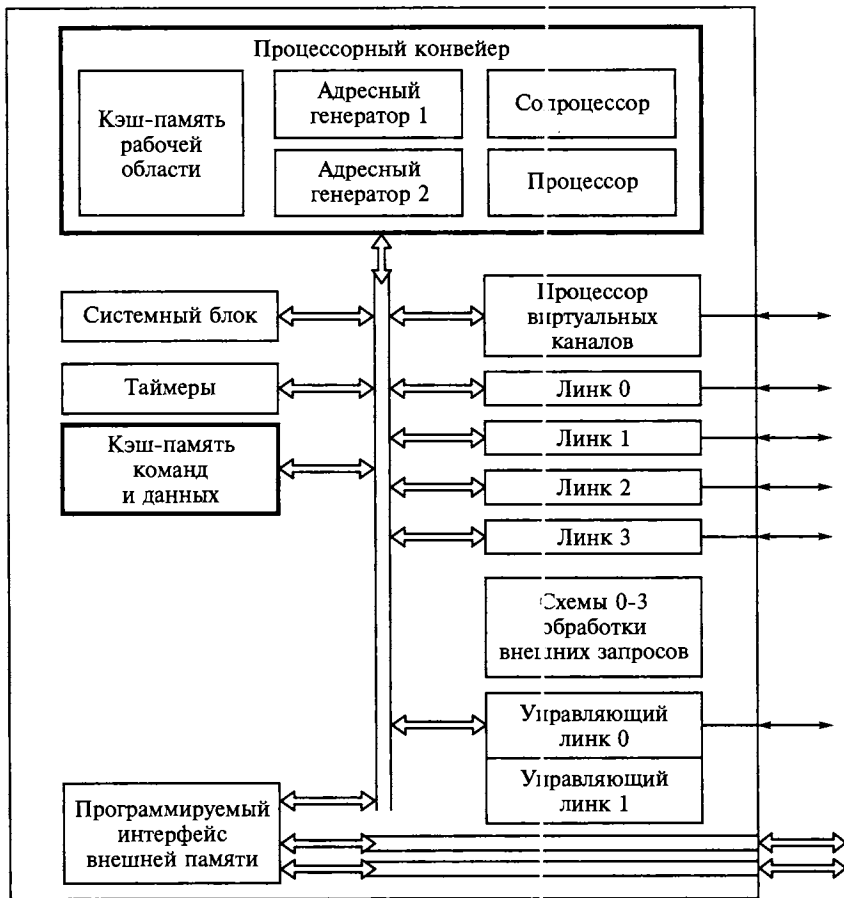 Процессорный конвейер
Кэш-память
рабочей
области
Адресный
генератор 1
Сопроцессор
Адресный
генератор 2
Процессор
Системный блок
Процессор
виртуальных
каналов
Таймеры
Линк 0
Кэш-память
команд
и данных
Линк 1
Линк 2
Линк 3
Схемы 0-3
обработки
внешних запросов
Управляющий
линк 0
Управляющий
линк 1
Программируемый
интерфейс
внешней памяти